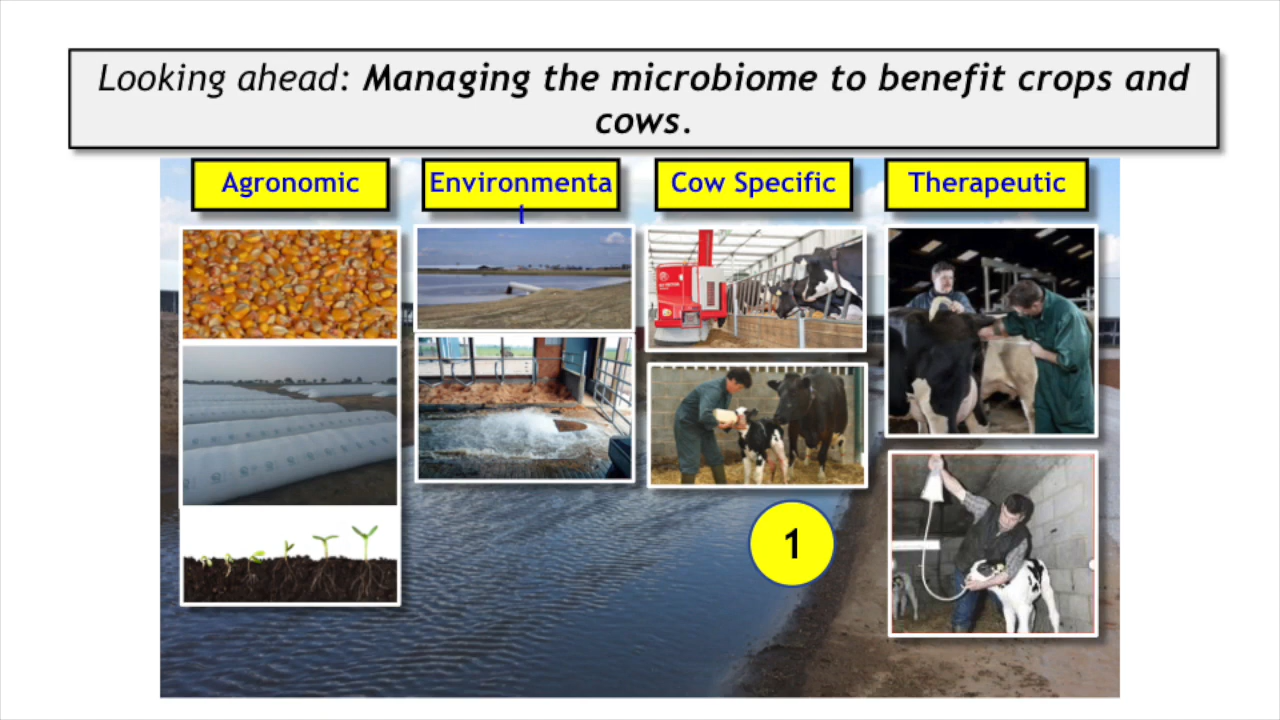 Looking ahead: Managing the microbiome to benefit crops and
cows.
Agronomic
Environmenta
l
Cow Specific
Therapeutic
1